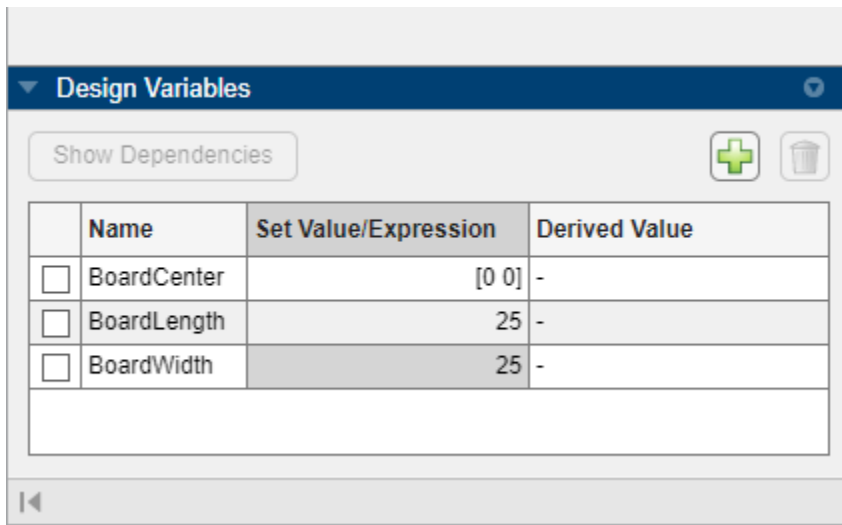 Design Variables
Show Dependencies
Name Set Value/Expression Derived Value
BoardCenter [0 0] -
BoardLength 25 -
BoardWidth 25 -